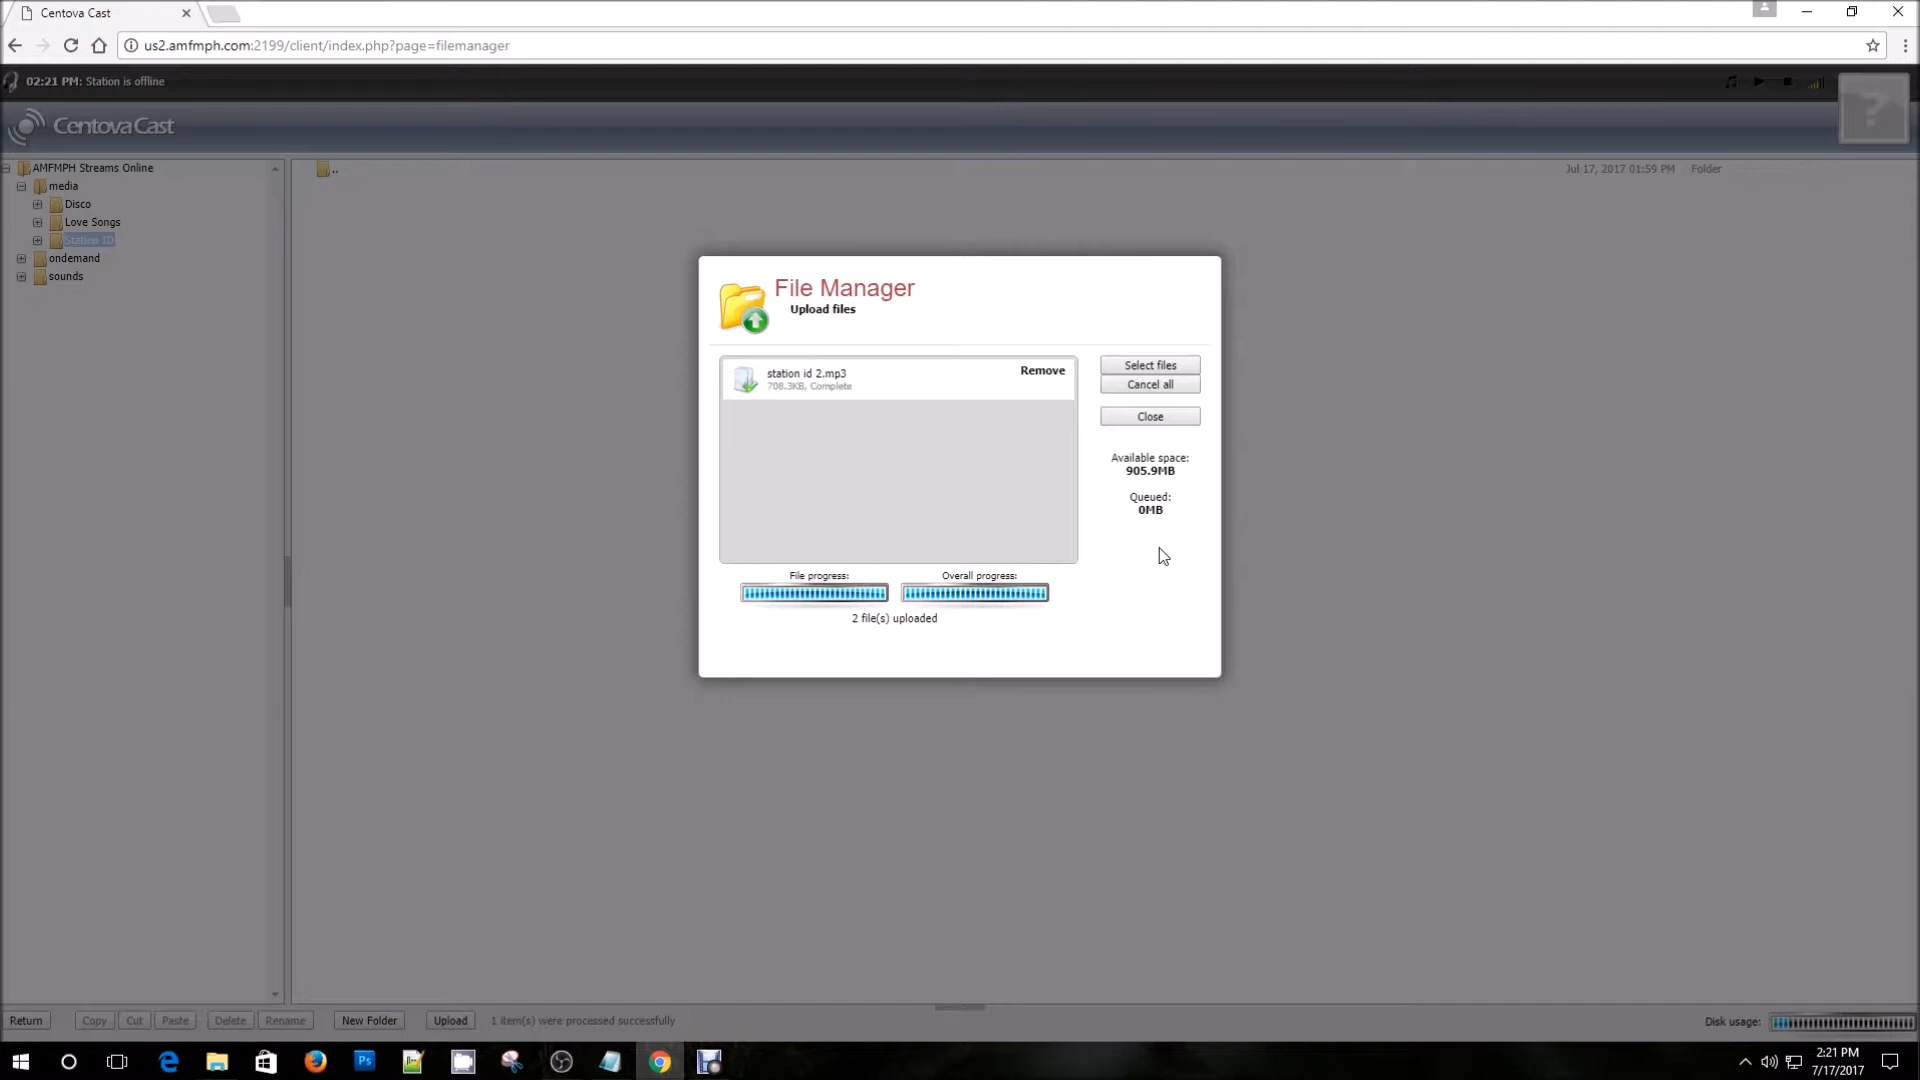 Centova Cast
us2.amfmph.com:2199/client/index.php?page=filemanager
02:21 PM: Station is offline
CentovaCast
AMFMPH Streams Online
media
Disco
Love Songs
Station ID
ondemand
sounds
.. Jul 17, 2017 01:59 PM Folder
File Manager
Upload files
station id 2.mp3
708.3KB, Complete
Remove
Select files
Cancel all
Close
Available space:
905.9MB
Queued:
0MB
File progress: Overall progress:
2 file(s) uploaded
Return Copy Cut Paste Delete Rename New Folder Upload 1 item(s) were processed successfully Disk usage:
Ps
2:21 PM
7/17/2017